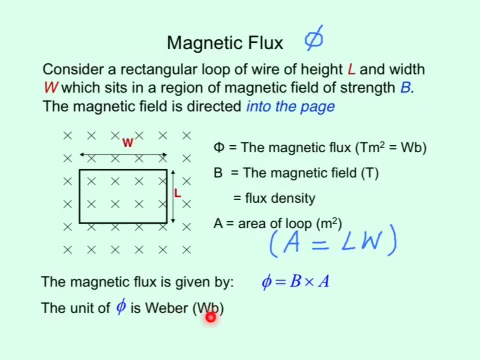 Magnetic Flux ϕ
Consider a rectangular loop of wire of height L and width
W which sits in a region of magnetic field of strength B.
The magnetic field is directed into the page
W
L
Φ = The magnetic flux (Tm² = Wb)
B = The magnetic field (T)
= flux density
A = area of loop (m²)
(A = LW)
The magnetic flux is given by: ϕ = B × A
The unit of ϕ is Weber (Wb)